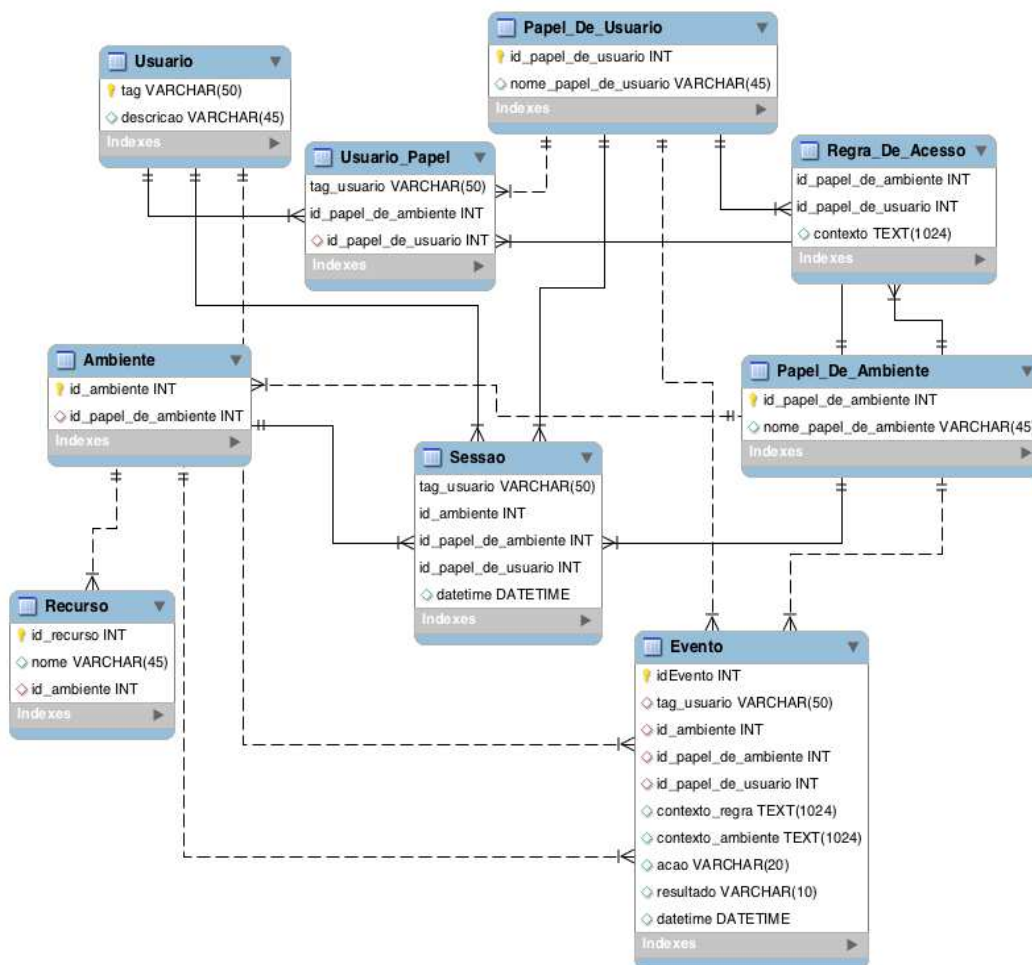 Papel_De_Usuario
id_papel_de_usuario INT
nome_papel_de_usuario VARCHAR(45)
Indexes
Usuario
tag VARCHAR(50)
descricao VARCHAR(45)
Indexes
Usuario_Papel
tag_usuario VARCHAR(50)
id_papel_de_ambiente INT
id_papel_de_usuario INT
Indexes
Regra_De_Acesso
id_papel_de_ambiente INT
id_papel_de_usuario INT
contexto TEXT(1024)
Indexes
Ambiente
id_ambiente INT
id_papel_de_ambiente INT
Indexes
Papel_De_Ambiente
id_papel_de_ambiente INT
nome_papel_de_ambiente VARCHAR(45
Indexes
Sessao
tag_usuario VARCHAR(50)
id_ambiente INT
id_papel_de_ambiente INT
id_papel_de_usuario INT
datetime DATETIME
Indexes
Recurso
id_recurso INT
nome VARCHAR(45)
id_ambiente INT
Indexes
Evento
idEvento INT
tag_usuario VARCHAR(50)
id_ambiente INT
id_papel_de_ambiente INT
id_papel_de_usuario INT
contexto_regra TEXT(1024)
contexto_ambiente TEXT(1024)
acao VARCHAR(20)
resultado VARCHAR(10)
datetime DATETIME
Indexes